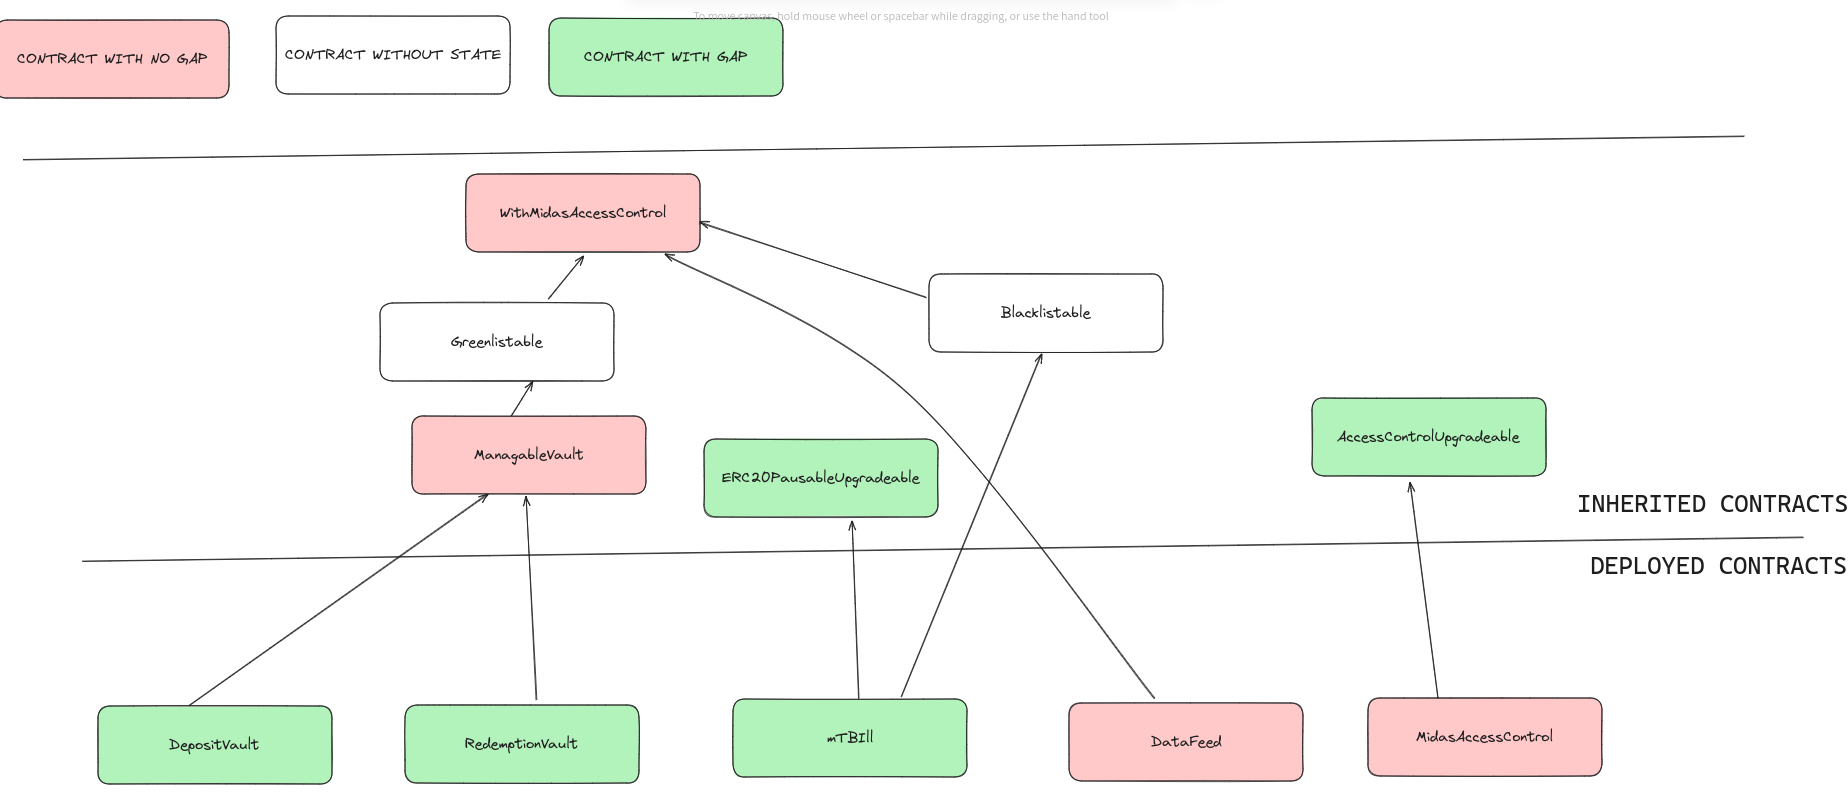 To move canvas, hold mouse wheel or spacebar while dragging, or use the hand tool
CONTRACT WITH NO GAP
CONTRACT WITHOUT STATE
CONTRACT WITH GAP
WithMidasAccessControl
Blacklistable
Greenlistable
ManagableVault
ERC20PausableUpgradeable
AccessControlUpgradeable
INHERITED CONTRACTS
DEPLOYED CONTRACTS
DepositVault
RedemptionVault
mTBIll
DataFeed
MidasAccessControl